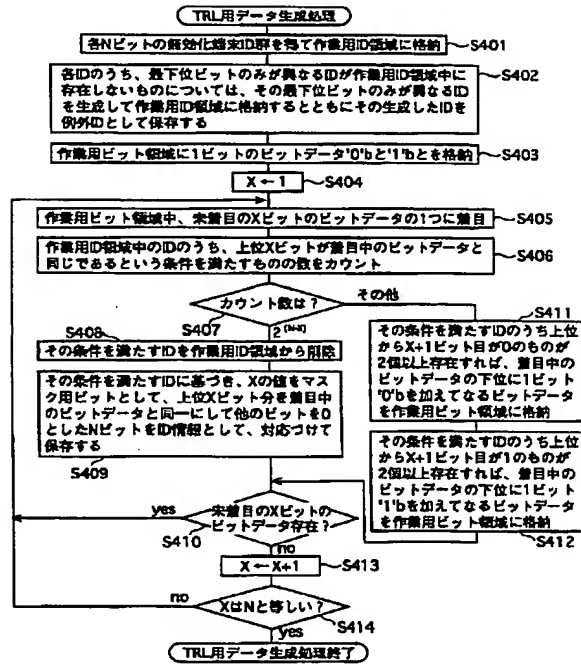 TRL用データ生成処理
各Nビットの無効化端末ID群を得て作業用ID領域に格納
S401
各IDのうち、最下位ビットのみが異なるIDが作業用ID領域中に
存在しないものについては、その最下位ビットのみが異なるID
を生成して作業用ID領域に格納するとともにその生成したIDを
例外IDとして保存する
S402
作業用ビット領域に1ビットのビットデータ'0'bと'1'bとを格納
S403
X←1
S404
作業用ビット領域中、未着目のXビットのビットデータの1つに着目
S405
作業用ID領域中のIDのうち、上位Xビットが着目中のビットデータと
同じであるという条件を満たすものの数をカウント
S406
カウント数は?
S407
その他
2^(N-X)
S408
その条件を満たすIDを作業用ID領域から削除
その条件を満たすIDに基づき、Xの値をマス
ク用ビットとして、上位Xビット分を着目中
のビットデータと同一にして他のビットを0
としたNビットをID情報として、対応づけて
保存する
S409
S411
その条件を満たすIDのうち上位
からX+1ビット目が0のものが
2個以上存在すれば、着目中の
ビットデータの下位に1ビット
'0'bを加えてなるビットデータ
を作業用ビット領域に格納
その条件を満たすIDのうち上位
からX+1ビット目が1のものが
2個以上存在すれば、着目中の
ビットデータの下位に1ビット
'1'bを加えてなるビットデータ
を作業用ビット領域に格納
S412
yes
未着目のXビットの
ビットデータ存在?
S410
no
X←X+1
S413
no
XはNと等しい?
S414
yes
TRL用データ生成処理終了